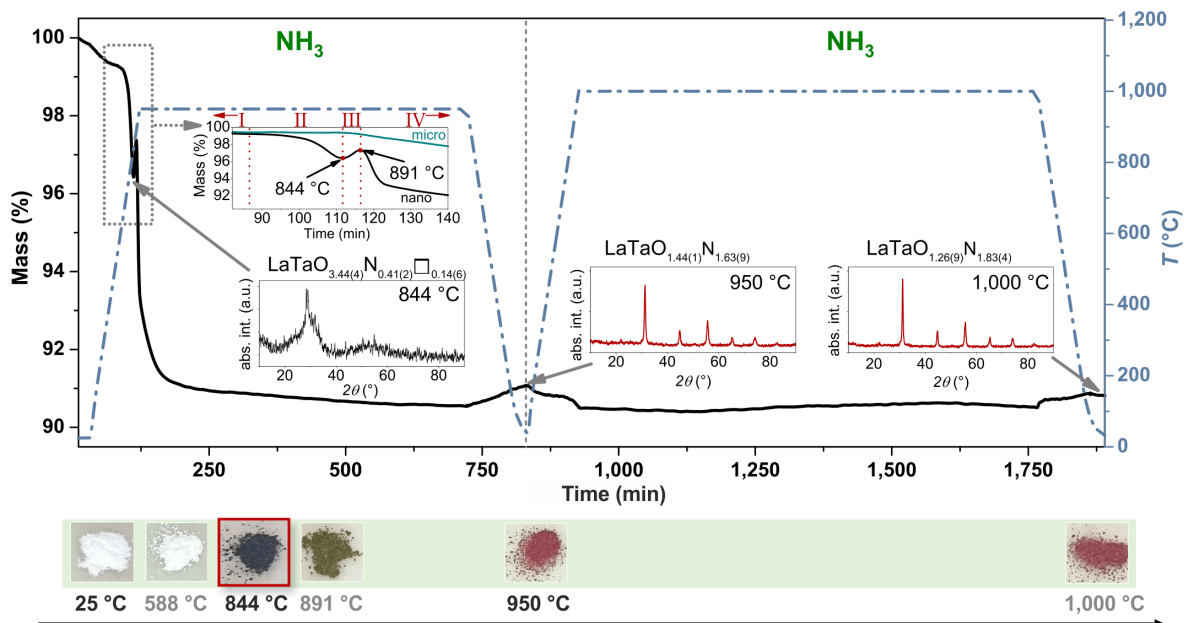 NH₃
NH₃
Mass (%)
100
98
96
94
92
90
1,200
1,000
800
600
400
200
0
T (°C)
I II III IV
100
98
96
94
92
Mass (%)
micro
844 °C
891 °C
nano
90 100 110 120 130 140
Time (min)
LaTaO₃.₄₄₍₄₎N₀.₄₁₍₂₎□₀.₁₄₍₆₎
844 °C
abs. int. (a.u.)
20 40 60 80
2θ (°)
LaTaO₁.₄₄₍₁₎N₁.₆₃₍₉₎
950 °C
abs. int. (a.u.)
20 40 60 80
2θ (°)
LaTaO₁.₂₆₍₉₎N₁.₈₃₍₄₎
1,000 °C
abs. int. (a.u.)
20 40 60 80
2θ (°)
250 500 750 1,000 1,250 1,500 1,750
Time (min)
25 °C 588 °C 844 °C 891 °C 950 °C 1,000 °C